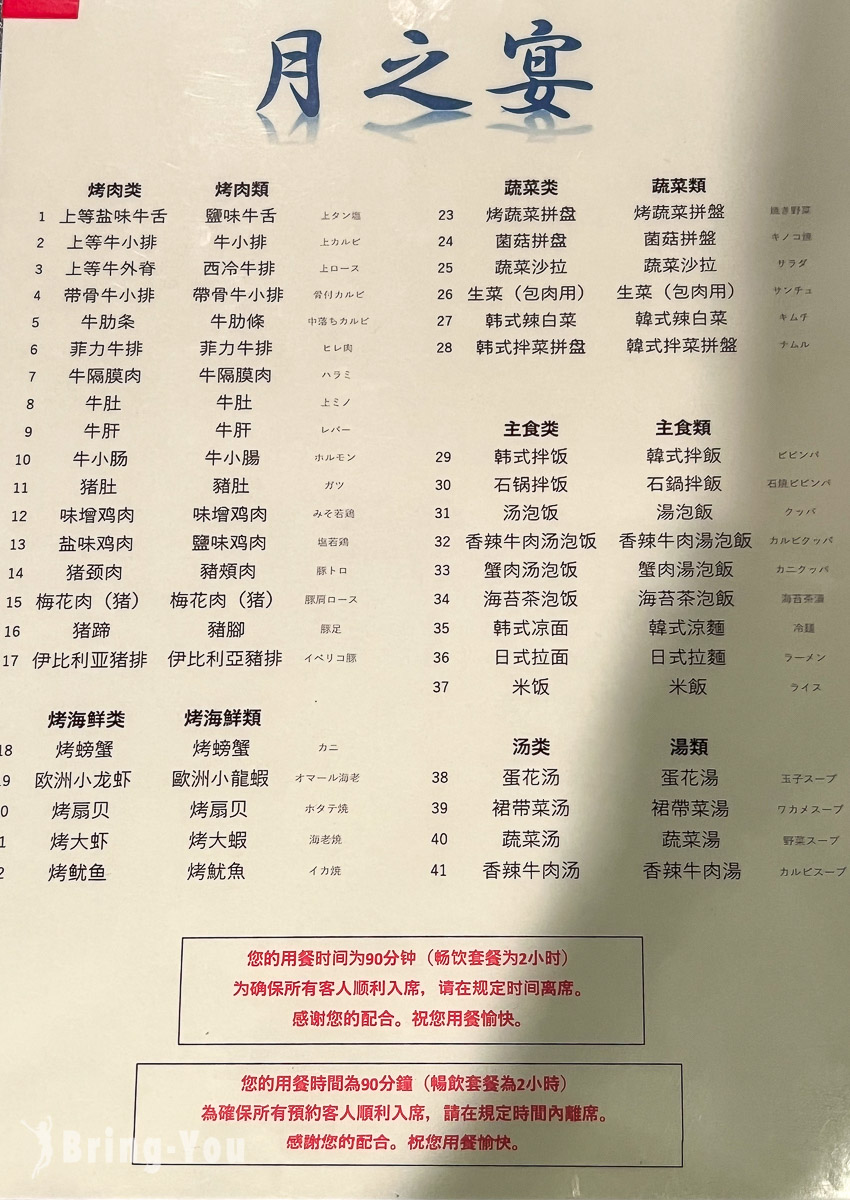 月之宴
烤肉类 烤肉類
1 上等盐味牛舌 鹽味牛舌 上タン塩
2 上等牛小排 牛小排 上カルビ
3 上等牛外脊 西冷牛排 上ロース
4 带骨牛小排 帶骨牛小排 骨付カルビ
5 牛肋条 牛肋條 中落ちカルビ
6 菲力牛排 菲力牛排 ヒレ肉
7 牛隔膜肉 牛隔膜肉 ハラミ
8 牛肚 牛肚 上ミノ
9 牛肝 牛肝 レバー
10 牛小肠 牛小腸 ホルモン
11 猪肚 豬肚 ガツ
12 味增鸡肉 味增鸡肉 みそ若鶏
13 盐味鸡肉 鹽味鸡肉 塩若鶏
14 猪颈肉 豬頸肉 豚トロ
15 梅花肉（猪） 梅花肉（猪） 豚肩ロース
16 猪蹄 豬腳 豚足
17 伊比利亚猪排 伊比利亞豬排 イベリコ豚
烤海鲜类 烤海鮮類
18 烤螃蟹 烤螃蟹 カニ
9 欧洲小龙虾 歐洲小龍蝦 オマール海老
0 烤扇贝 烤扇贝 ホタテ焼
1 烤大虾 烤大蝦 海老焼
2 烤鱿鱼 烤魷魚 イカ焼
蔬菜类 蔬菜類
23 烤蔬菜拼盘 烤蔬菜拼盤 焼き野菜
24 菌菇拼盘 菌菇拼盤 キノコ焼
25 蔬菜沙拉 蔬菜沙拉 サラダ
26 生菜（包肉用） 生菜（包肉用） サンチュ
27 韩式辣白菜 韓式辣白菜 キムチ
28 韩式拌菜拼盘 韓式拌菜拼盤 ナムル
主食类 主食類
29 韩式拌饭 韓式拌飯 ビビンバ
30 石锅拌饭 石鍋拌飯 石焼ビビンバ
31 汤泡饭 湯泡飯 クッパ
32 香辣牛肉汤泡饭 香辣牛肉湯泡飯 カルビクッパ
33 蟹肉汤泡饭 蟹肉湯泡飯 カニクッパ
34 海苔茶泡饭 海苔茶泡飯 海苔茶漬
35 韩式凉面 韓式涼麵 冷麺
36 日式拉面 日式拉麵 ラーメン
37 米饭 米飯 ライス
汤类 湯類
38 蛋花汤 蛋花湯 玉子スープ
39 裙带菜汤 裙帶菜湯 ワカメスープ
40 蔬菜汤 蔬菜湯 野菜スープ
41 香辣牛肉汤 香辣牛肉湯 カルビスープ
您的用餐时间为90分钟（畅饮套餐为2小时）
为确保所有客人顺利入席，请在规定时间离席。
感谢您的配合。祝您用餐愉快。
您的用餐時間為90分鐘（暢飲套餐為2小時）
為確保所有預約客人順利入席，請在規定時間內離席。
感謝您的配合。祝您用餐愉快。
Bring-You